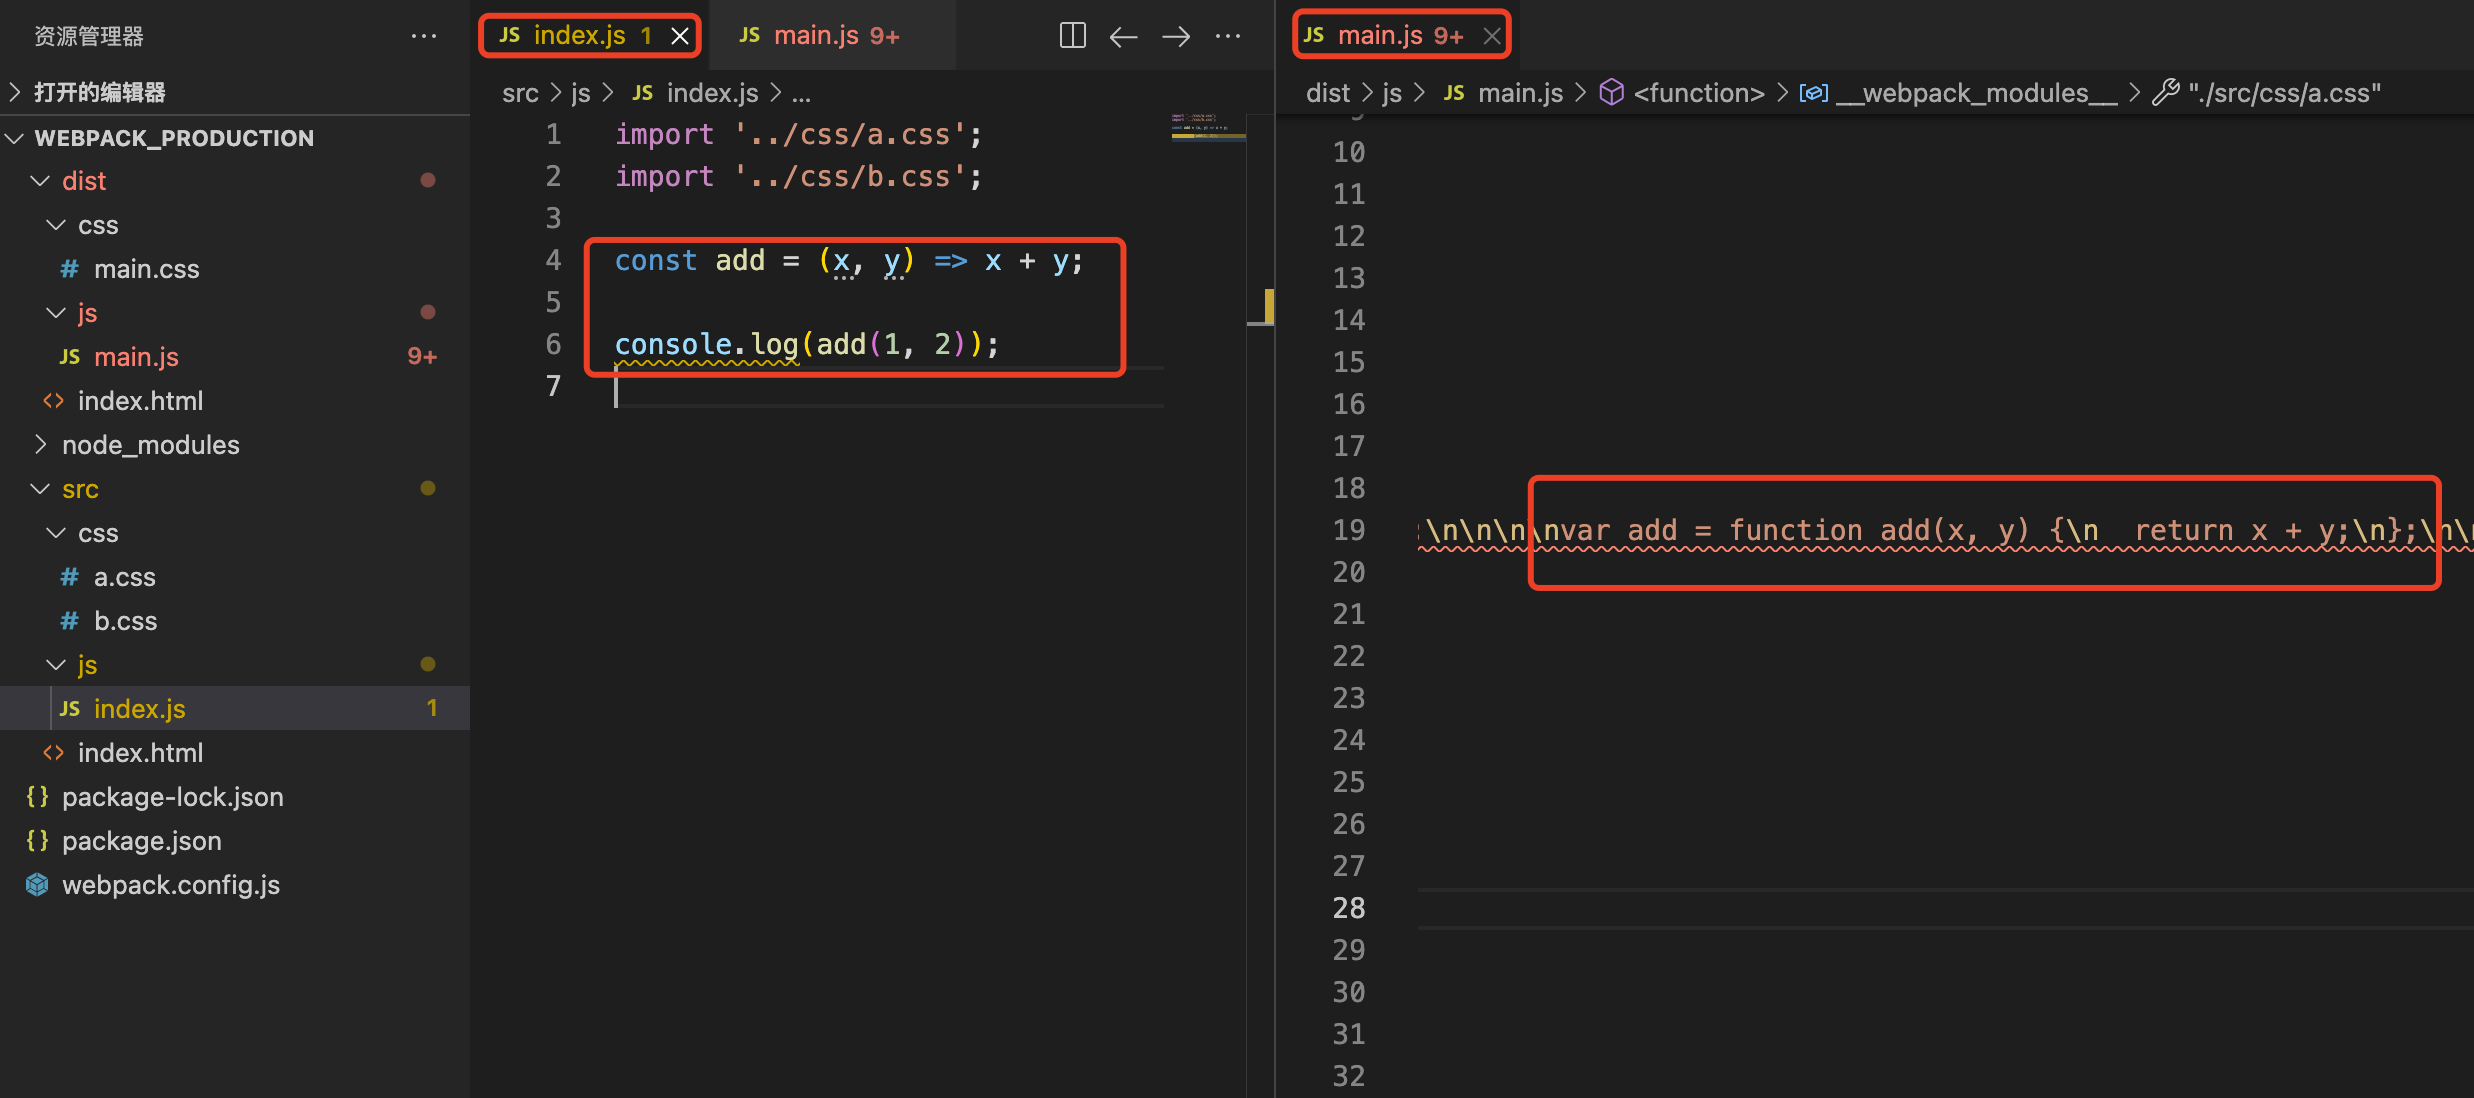 资源管理器
打开的编辑器
WEBPACK_PRODUCTION
dist
css
# main.css
js
JS main.js 9+
<> index.html
node_modules
src
css
# a.css
# b.css
js
JS index.js 1
<> index.html
{} package-lock.json
{} package.json
webpack.config.js
JS index.js 1
JS main.js 9+
src > js > JS index.js > ...
1 import '../css/a.css';
2 import '../css/b.css';
3
4 const add = (x, y) => x + y;
5
6 console.log(add(1, 2));
7
JS main.js 9+
dist > js > JS main.js > <function> > __webpack_modules__ > "./src/css/a.css"
10
11
12
13
14
15
16
17
18
19 \n\n\n\nvar add = function add(x, y) {\n  return x + y;\n};\n
20
21
22
23
24
25
26
27
28
29
30
31
32